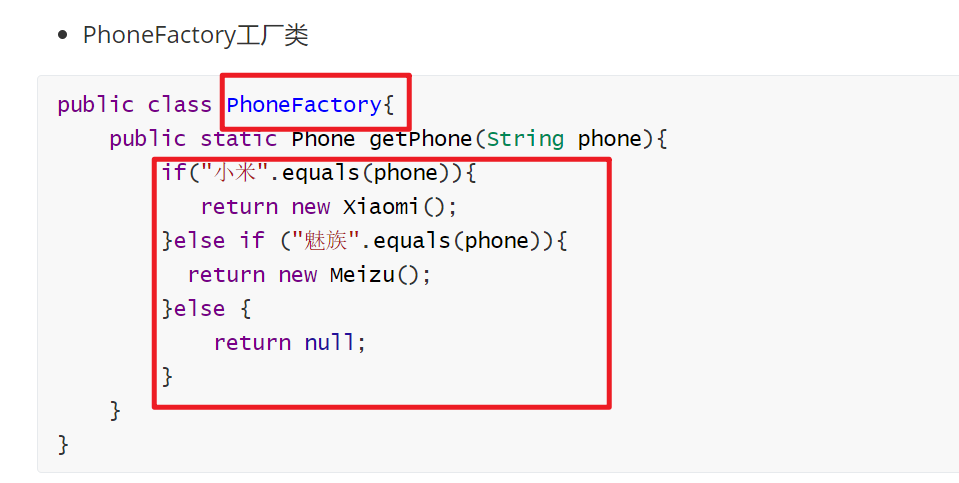 PhoneFactory工厂类
public class PhoneFactory{
    public static Phone getPhone(String phone){
        if("小米".equals(phone)){
           return new Xiaomi();
        }else if ("魅族".equals(phone)){
          return new Meizu();
        }else {
            return null;
        }
    }
}